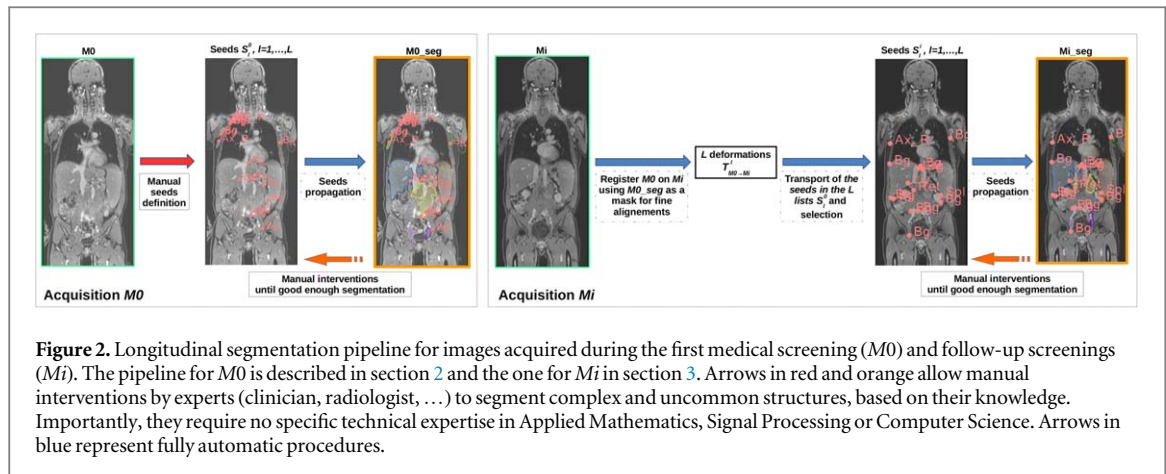 M0
Seeds S_l^0, l=1,...,L
M0_seg
Mi
Seeds S_l^i, l=1,...,L
Mi_seg
Manual
seeds
definition
Seeds
propagation
Register M0 on Mi
using M0_seg as a
mask for fine
alignements
L deformations
T^l_{M0→Mi}
Transport of the
seeds in the L
lists S_l^0 and
selection
Seeds
propagation
Manual interventions
until good enough segmentation
Acquisition M0
Manual interventions
until good enough segmentation
Acquisition Mi
Figure 2. Longitudinal segmentation pipeline for images acquired during the first medical screening (M0) and follow-up screenings
(Mi). The pipeline for M0 is described in section 2 and the one for Mi in section 3. Arrows in red and orange allow manual
interventions by experts (clinician, radiologist, …) to segment complex and uncommon structures, based on their knowledge.
Importantly, they require no specific technical expertise in Applied Mathematics, Signal Processing or Computer Science. Arrows in
blue represent fully automatic procedures.